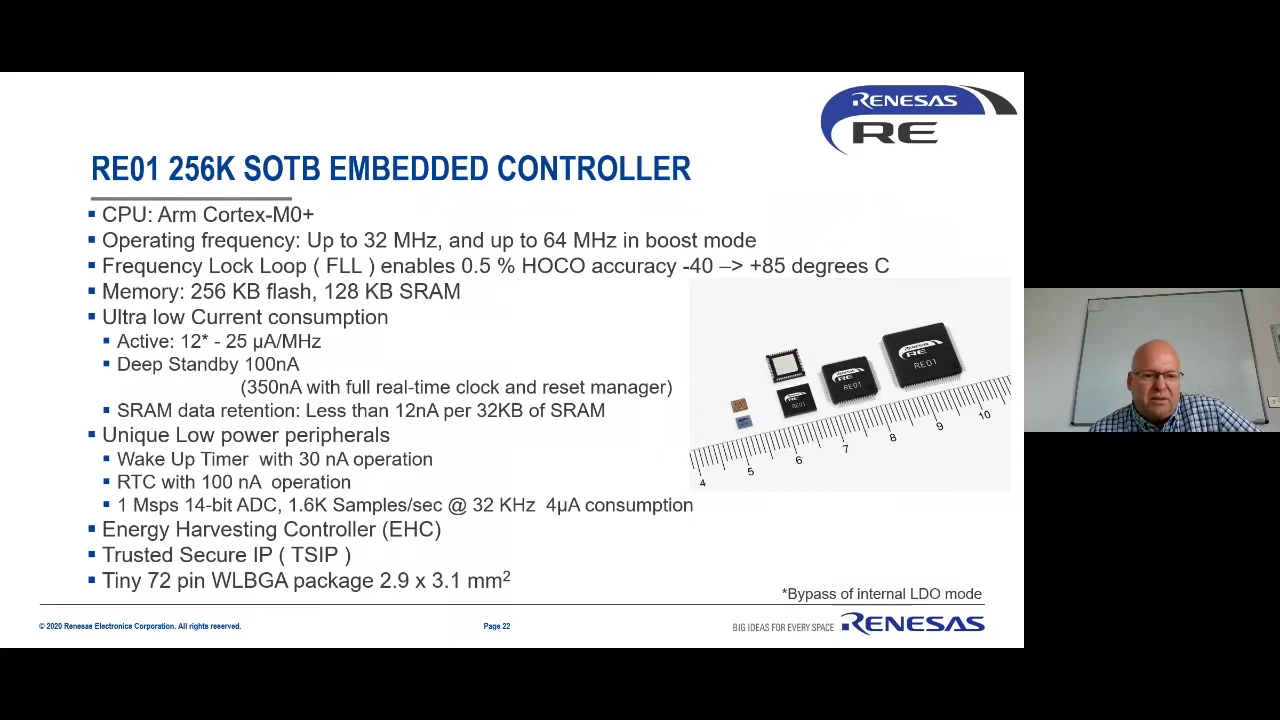 RENESAS
RE
RE01 256K SOTB EMBEDDED CONTROLLER
▪ CPU: Arm Cortex-M0+
▪ Operating frequency: Up to 32 MHz, and up to 64 MHz in boost mode
▪ Frequency Lock Loop ( FLL ) enables 0.5 % HOCO accuracy -40 –> +85 degrees C
▪ Memory: 256 KB flash, 128 KB SRAM
▪ Ultra low Current consumption
▪ Active: 12* - 25 µA/MHz
▪ Deep Standby 100nA
(350nA with full real-time clock and reset manager)
▪ SRAM data retention: Less than 12nA per 32KB of SRAM
▪ Unique Low power peripherals
▪ Wake Up Timer with 30 nA operation
▪ RTC with 100 nA operation
▪ 1 Msps 14-bit ADC, 1.6K Samples/sec @ 32 KHz 4µA consumption
▪ Energy Harvesting Controller (EHC)
▪ Trusted Secure IP ( TSIP )
▪ Tiny 72 pin WLBGA package 2.9 x 3.1 mm²
RENESAS
RE
RE01
RE
RE01
RE01
4 5 6 7 8 9 10
*Bypass of internal LDO mode
© 2020 Renesas Electronics Corporation. All rights reserved.
Page 22
BIG IDEAS FOR EVERY SPACE RENESAS